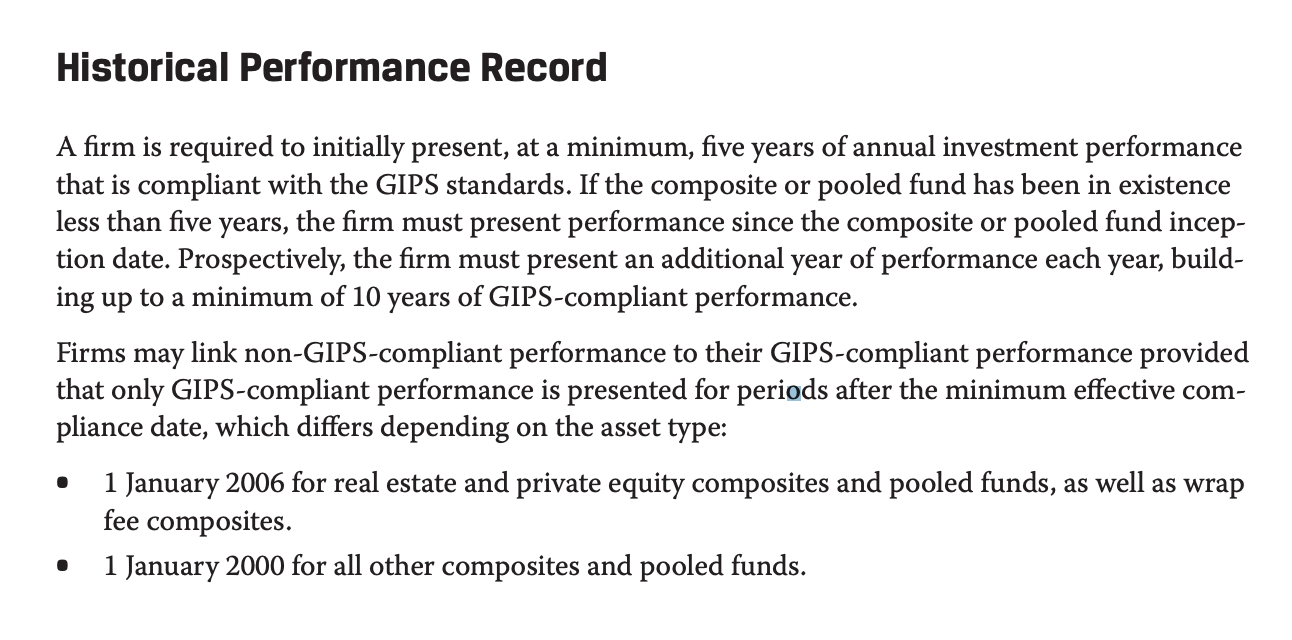 Historical Performance Record
A firm is required to initially present, at a minimum, five years of annual investment performance
that is compliant with the GIPS standards. If the composite or pooled fund has been in existence
less than five years, the firm must present performance since the composite or pooled fund incep-
tion date. Prospectively, the firm must present an additional year of performance each year, build-
ing up to a minimum of 10 years of GIPS-compliant performance.
Firms may link non-GIPS-compliant performance to their GIPS-compliant performance provided
that only GIPS-compliant performance is presented for periods after the minimum effective com-
pliance date, which differs depending on the asset type:
• 1 January 2006 for real estate and private equity composites and pooled funds, as well as wrap
fee composites.
• 1 January 2000 for all other composites and pooled funds.